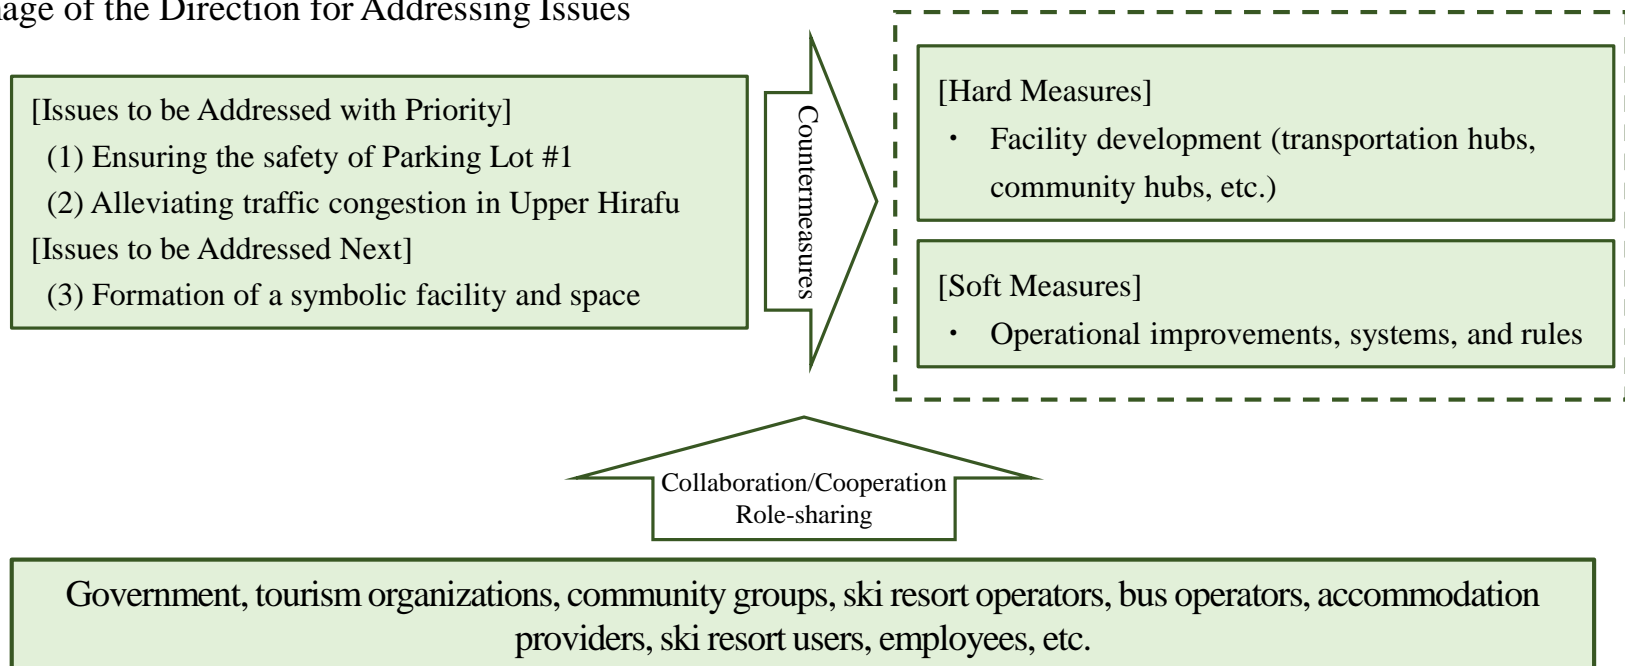 of the Direction for Addressing Issues
[Issues to be Addressed with Priority]
(1) Ensuring the safety of Parking Lot #1
(2) Alleviating traffic congestion in Upper Hirafu
[Issues to be Addressed Next]
(3) Formation of a symbolic facility and space
Countermeasures
[Hard Measures]
・ Facility development (transportation hubs,
community hubs, etc.)
[Soft Measures]
・ Operational improvements, systems, and rules
Collaboration/Cooperation
Role-sharing
Government, tourism organizations, community groups, ski resort operators, bus operators, accommodation
providers, ski resort users, employees, etc.